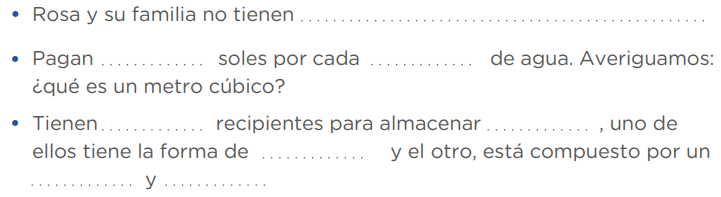 • Rosa y su familia no tienen ..................................................
• Pagan ............. soles por cada ............. de agua. Averiguamos:
¿qué es un metro cúbico?
• Tienen ............. recipientes para almacenar ............. , uno de
ellos tiene la forma de ............. y el otro, está compuesto por un
............. y .............